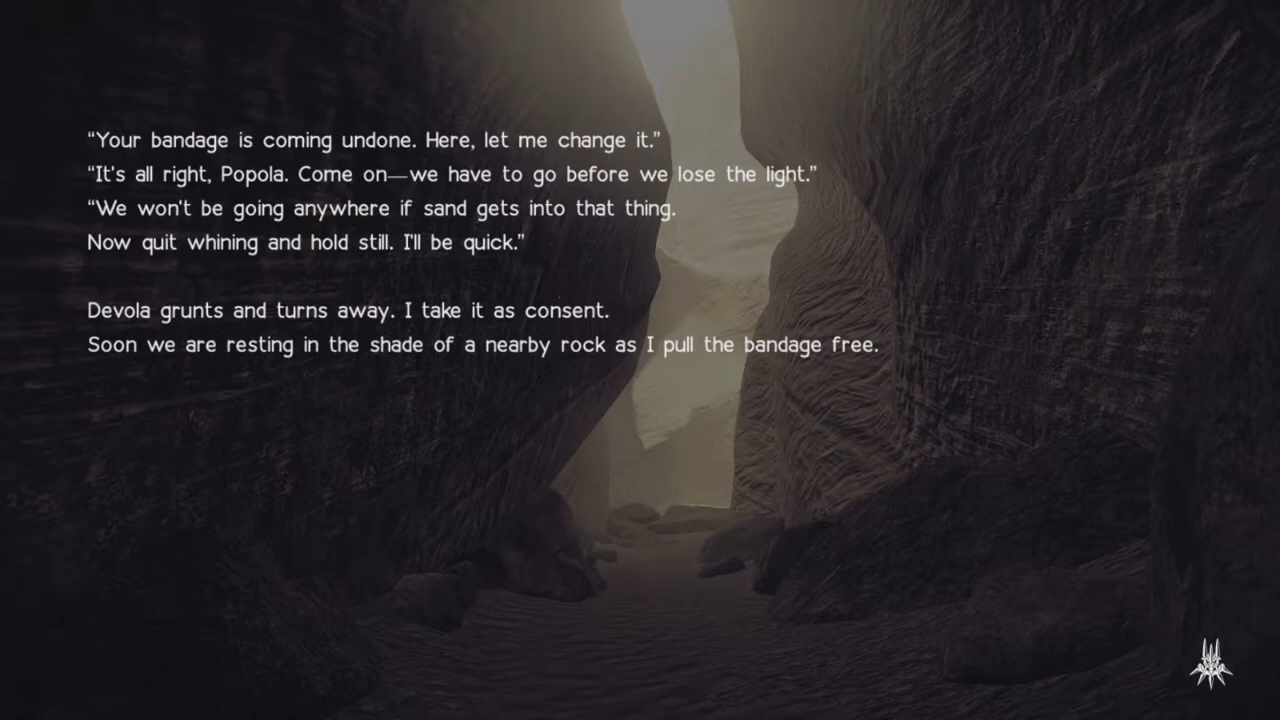 “Your bandage is coming undone. Here, let me change it.”
“It's all right, Popola. Come on—we have to go before we lose the light.”
“We won't be going anywhere if sand gets into that thing.
Now quit whining and hold still. I'll be quick.”
Devola grunts and turns away. I take it as consent.
Soon we are resting in the shade of a nearby rock as I pull the bandage free.